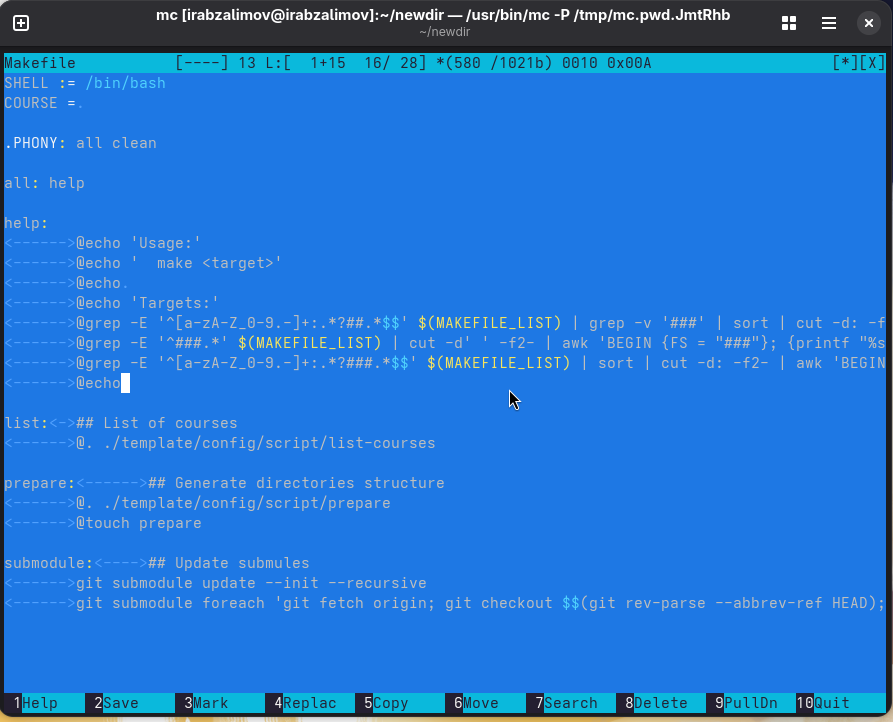 mc [irabzalimov@irabzalimov]:~/newdir — /usr/bin/mc -P /tmp/mc.pwd.JmtRhb
~/newdir
Makefile [----] 13 L:[ 1+15 16/ 28] *(580 /1021b) 0010 0x00A [*][X]
SHELL := /bin/bash
COURSE =.
.PHONY: all clean
all: help
help:
<------>@echo 'Usage:'
<------>@echo '  make <target>'
<------>@echo.
<------>@echo 'Targets:'
<------>@grep -E '^[a-zA-Z_0-9.-]+:.*?##.*$$' $(MAKEFILE_LIST) | grep -v '###' | sort | cut -d: -f
<------>@grep -E '^###.*' $(MAKEFILE_LIST) | cut -d' ' -f2- | awk 'BEGIN {FS = "###"}; {printf "%s
<------>@grep -E '^[a-zA-Z_0-9.-]+:.*?###.*$$' $(MAKEFILE_LIST) | sort | cut -d: -f2- | awk 'BEGIN
<------>@echo
list:<->## List of courses
<------>@. ./template/config/script/list-courses
prepare:<------>## Generate directories structure
<------>@. ./template/config/script/prepare
<------>@touch prepare
submodule:<---->## Update submules
<------>git submodule update --init --recursive
<------>git submodule foreach 'git fetch origin; git checkout $$(git rev-parse --abbrev-ref HEAD);
1Help 2Save 3Mark 4Replac 5Copy 6Move 7Search 8Delete 9PullDn 10Quit